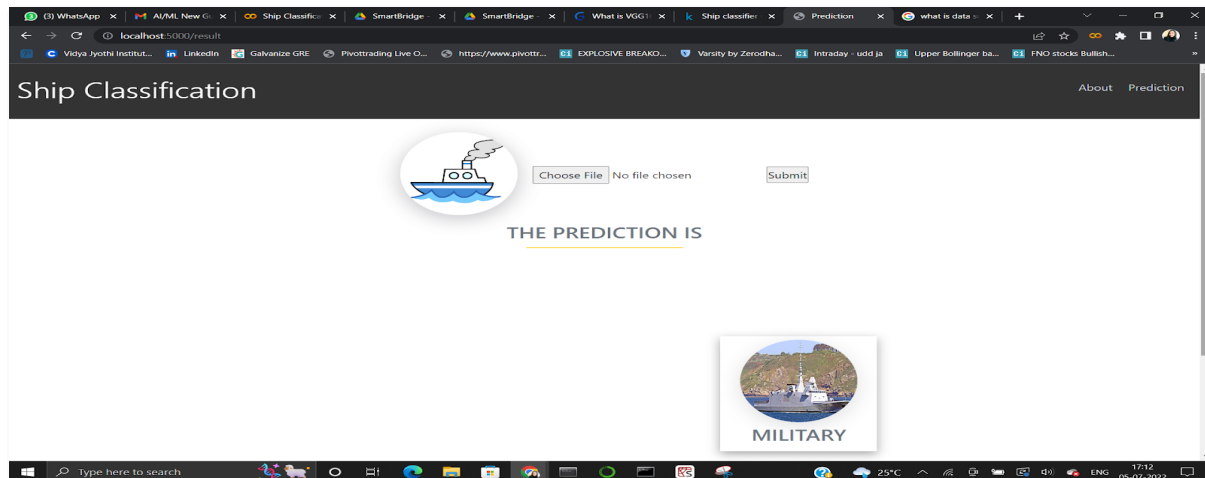 (3) WhatsApp
AI/ML New G
Ship Classific
SmartBridge -
SmartBridge -
What is VGG1
Ship classifier
Prediction
what is data s
localhost:5000/result
Vidya Jyothi Institut...
LinkedIn
Galvanize GRE
Pivottrading Live O...
https://www.pivottr...
EXPLOSIVE BREAKO...
Varsity by Zerodha...
Intraday - udd ja
Upper Bollinger ba...
FNO stocks Bullish...
»
Ship Classification
About Prediction
Choose File No file chosen Submit
THE PREDICTION IS
MILITARY
Type here to search
25°C
ENG
17:12
05-07-2022